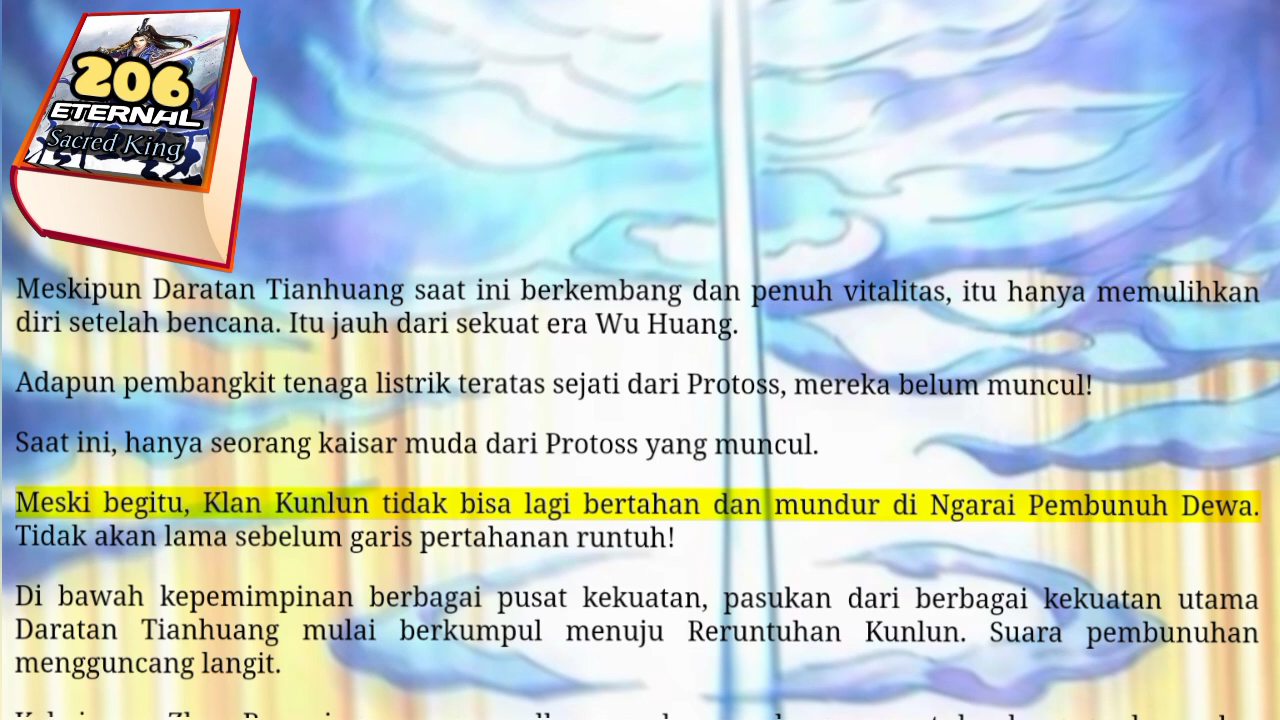 206
ETERNAL
Sacred King
Meskipun Daratan Tianhuang saat ini berkembang dan penuh vitalitas, itu hanya memulihkan
diri setelah bencana. Itu jauh dari sekuat era Wu Huang.
Adapun pembangkit tenaga listrik teratas sejati dari Protoss, mereka belum muncul!
Saat ini, hanya seorang kaisar muda dari Protoss yang muncul.
Meski begitu, Klan Kunlun tidak bisa lagi bertahan dan mundur di Ngarai Pembunuh Dewa.
Tidak akan lama sebelum garis pertahanan runtuh!
Di bawah kepemimpinan berbagai pusat kekuatan, pasukan dari berbagai kekuatan utama
Daratan Tianhuang mulai berkumpul menuju Reruntuhan Kunlun. Suara pembunuhan
mengguncang langit.